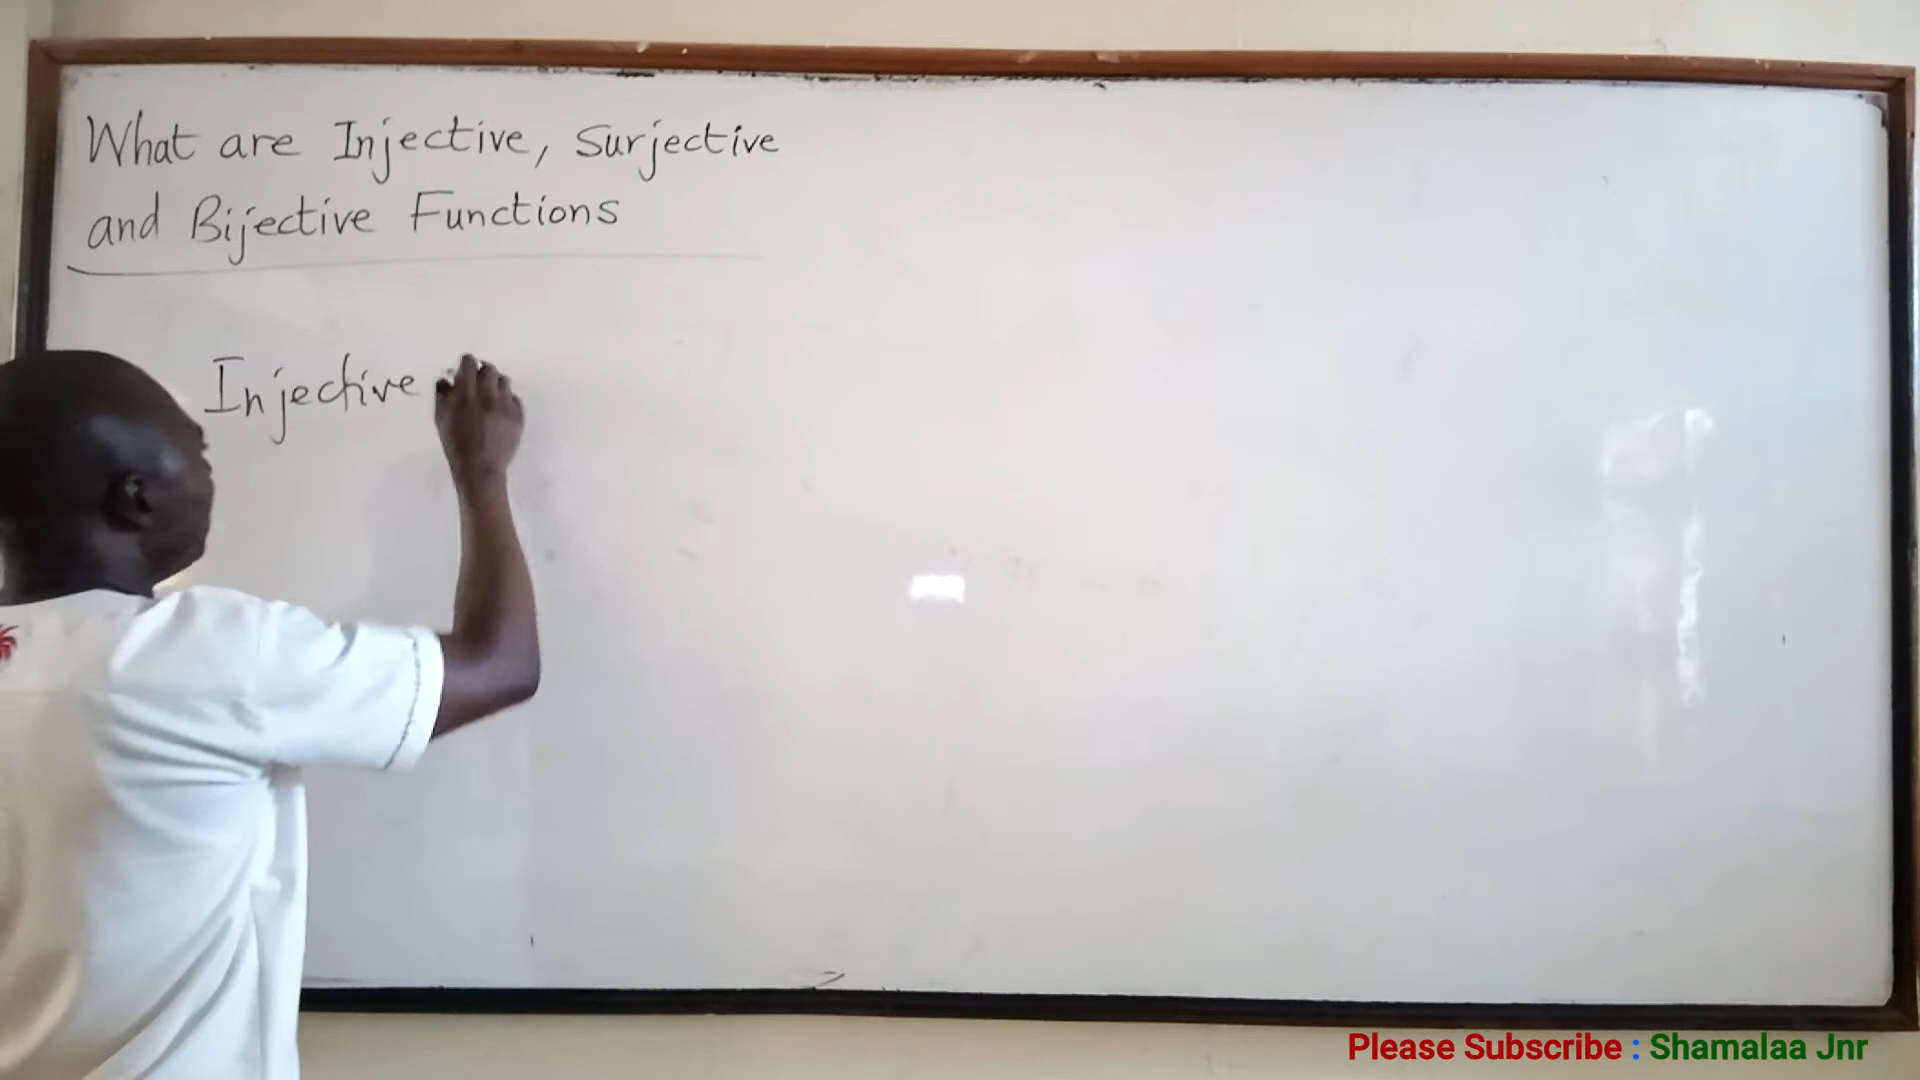 What are Injective, Surjective
and Bijective Functions
Injective
Please Subscribe : Shamalaa Jnr